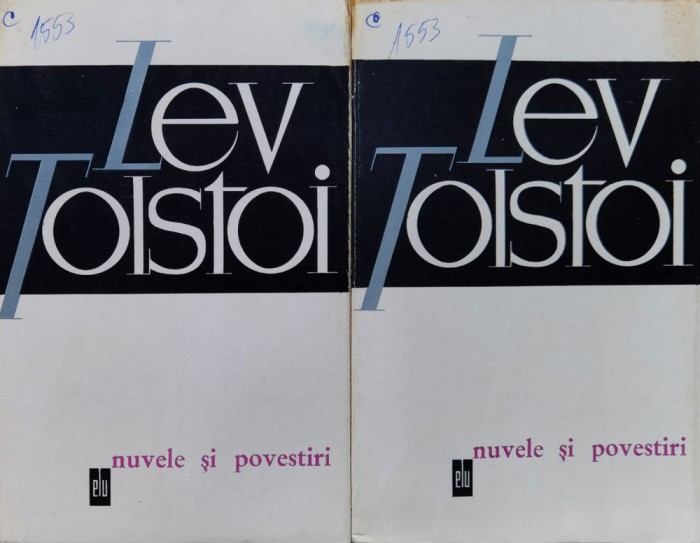 C 1553
Lev
Tolstoi
nuvele și povestiri
elu
C 1553
Lev
Tolstoi
nuvele și povestiri
elu